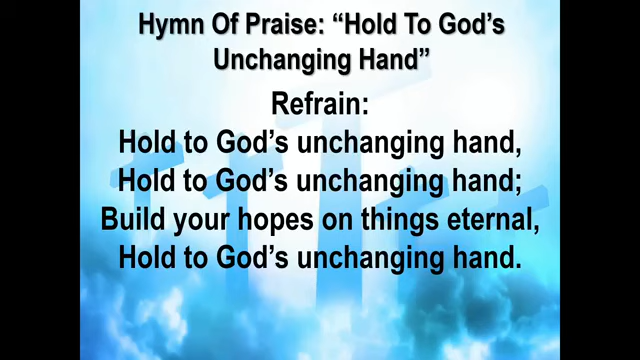 Hymn Of Praise: “Hold To God’s
Unchanging Hand”
Refrain:
Hold to God’s unchanging hand,
Hold to God’s unchanging hand;
Build your hopes on things eternal,
Hold to God’s unchanging hand.